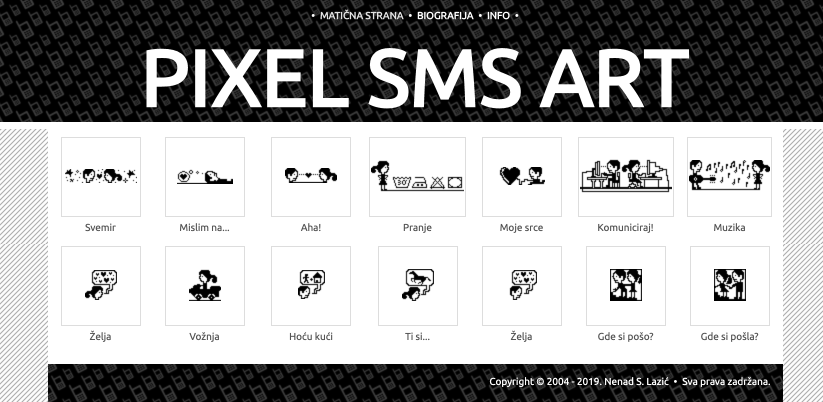 • MATIČNA STRANA • BIOGRAFIJA • INFO •
PIXEL SMS ART
30°
Svemir
Mislim na...
Aha!
Pranje
Moje srce
Komuniciraj!
Muzika
Želja
Vožnja
Hoću kući
Ti si...
Želja
Gde si pošo?
Gde si pošla?
Copyright © 2004 - 2019. Nenad S. Lazić • Sva prava zadržana.